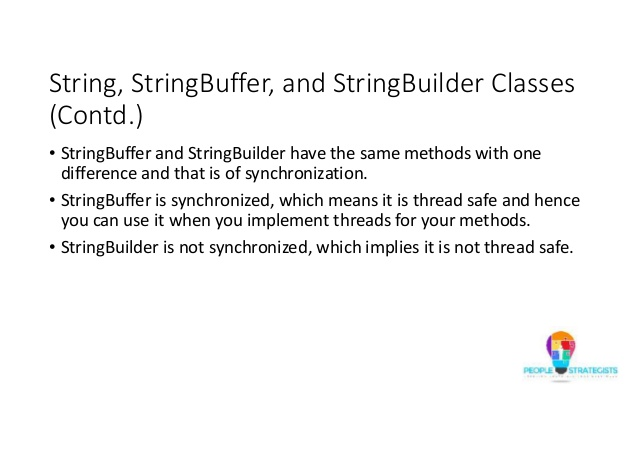 String, StringBuffer, and StringBuilder Classes
(Contd.)
• StringBuffer and StringBuilder have the same methods with one
difference and that is of synchronization.
• StringBuffer is synchronized, which means it is thread safe and hence
you can use it when you implement threads for your methods.
• StringBuilder is not synchronized, which implies it is not thread safe.
PEOPLE STRATEGISTS